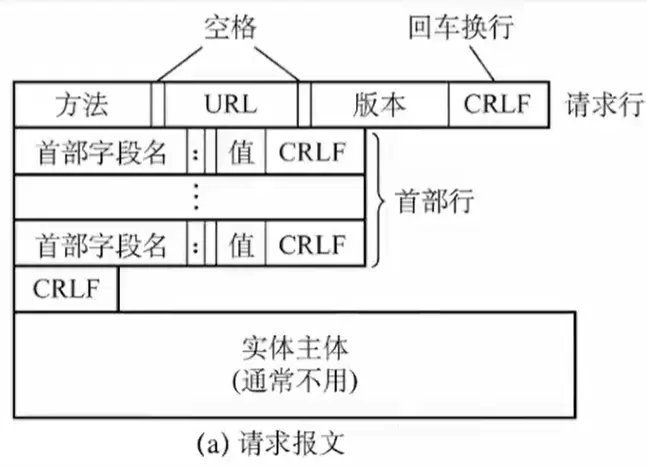 空格 回车换行
方法 URL 版本 CRLF 请求行
首部字段名 : 值 CRLF
⋮ 首部行
首部字段名 : 值 CRLF
CRLF
实体主体
(通常不用)
(a) 请求报文